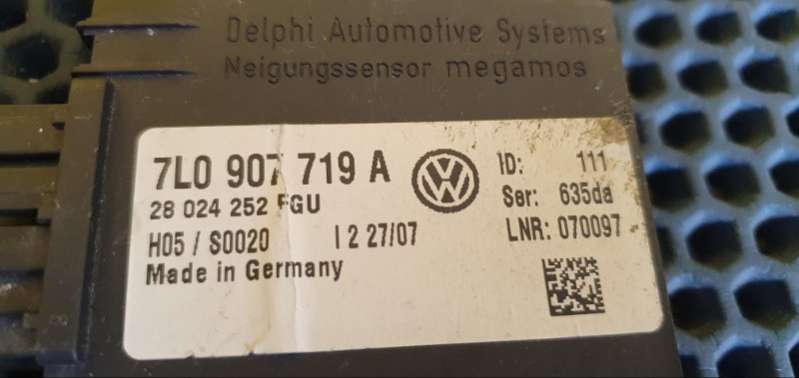 Delphi Automotive Systems
Neigungssensor megamos
7L0 907 719 A
VW
ID: 111
28 024 252 FGU
Ser: 635da
H05 / S0020 I 2 27/07
LNR: 070097
Made in Germany